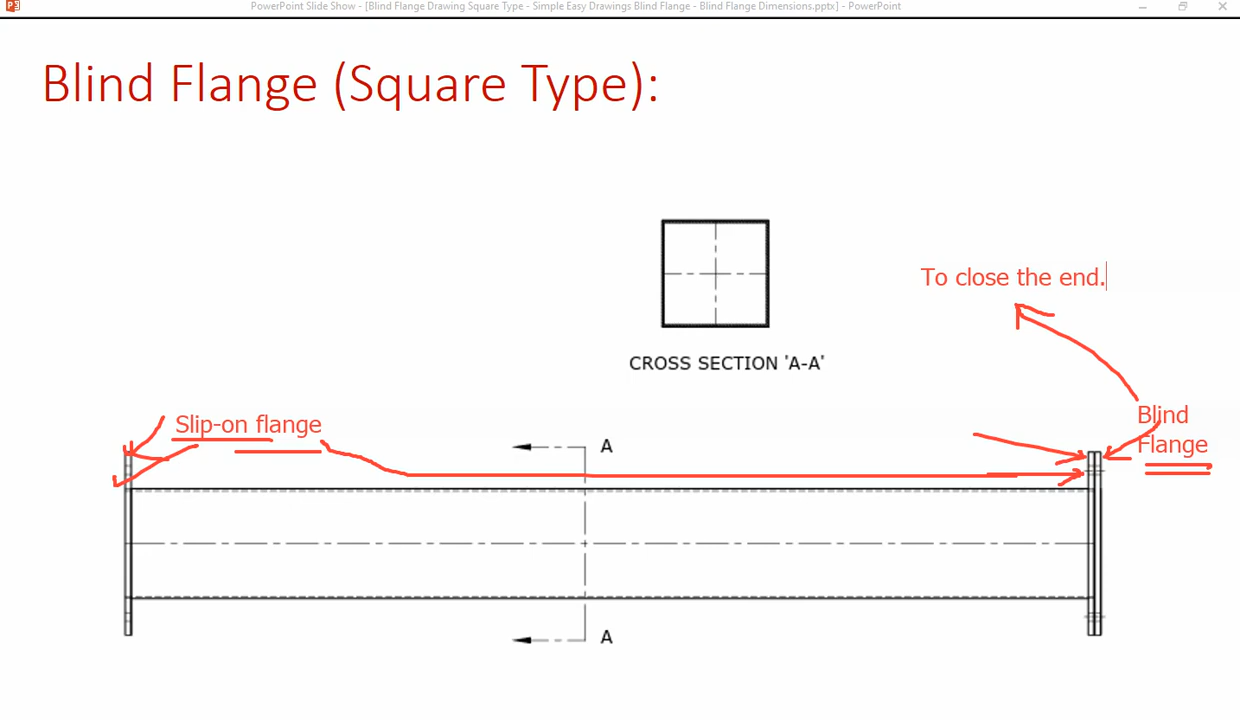 PowerPoint Slide Show - [Blind Flange Drawing Square Type - Simple Easy Drawings Blind Flange - Blind Flange Dimensions.pptx] - PowerPoint
Blind Flange (Square Type):
To close the end.
CROSS SECTION 'A-A'
Blind
Flange
Slip-on flange
A
A